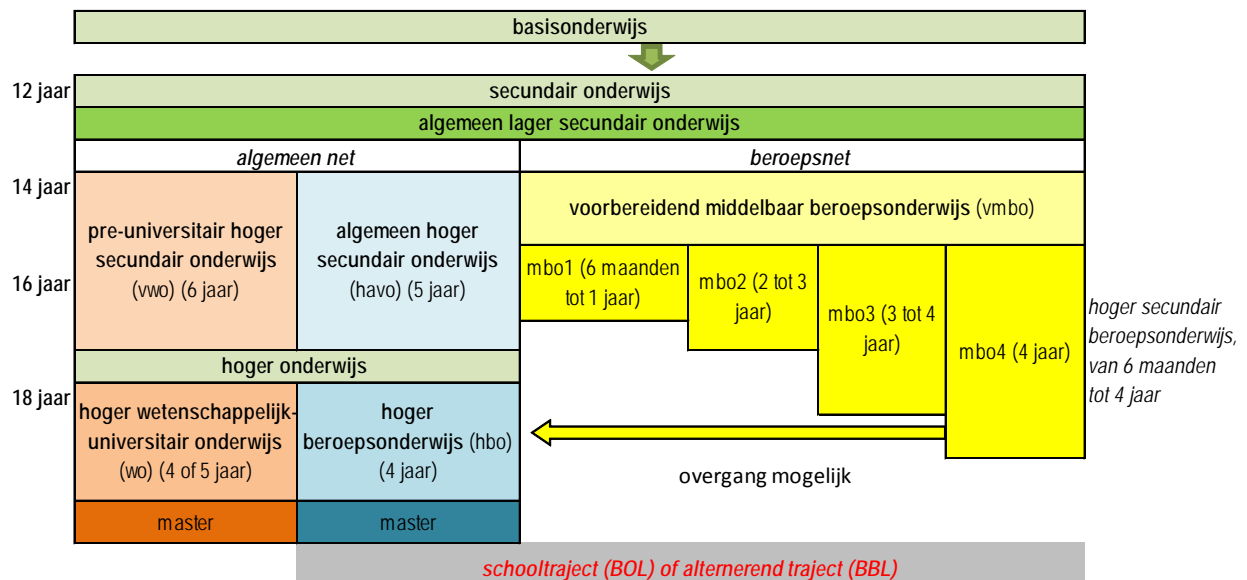 basisonderwijs
12 jaar
secundair onderwijs
algemeen lager secundair onderwijs
algemeen net
beroepsnet
14 jaar
voorbereidend middelbaar beroepsonderwijs (vmbo)
pre-universitair hoger
secundair onderwijs
(vwo) (6 jaar)
algemeen hoger
secundair onderwijs
(havo) (5 jaar)
16 jaar
mbo1 (6 maanden
tot 1 jaar)
mbo2 (2 tot 3
jaar)
mbo3 (3 tot 4
jaar)
mbo4 (4 jaar)
hoger secundair
beroepsonderwijs,
van 6 maanden
tot 4 jaar
hoger onderwijs
18 jaar
hoger wetenschappelijk-
universitair onderwijs
(wo) (4 of 5 jaar)
hoger
beroepsonderwijs (hbo)
(4 jaar)
overgang mogelijk
master
master
schooltraject (BOL) of alternerend traject (BBL)